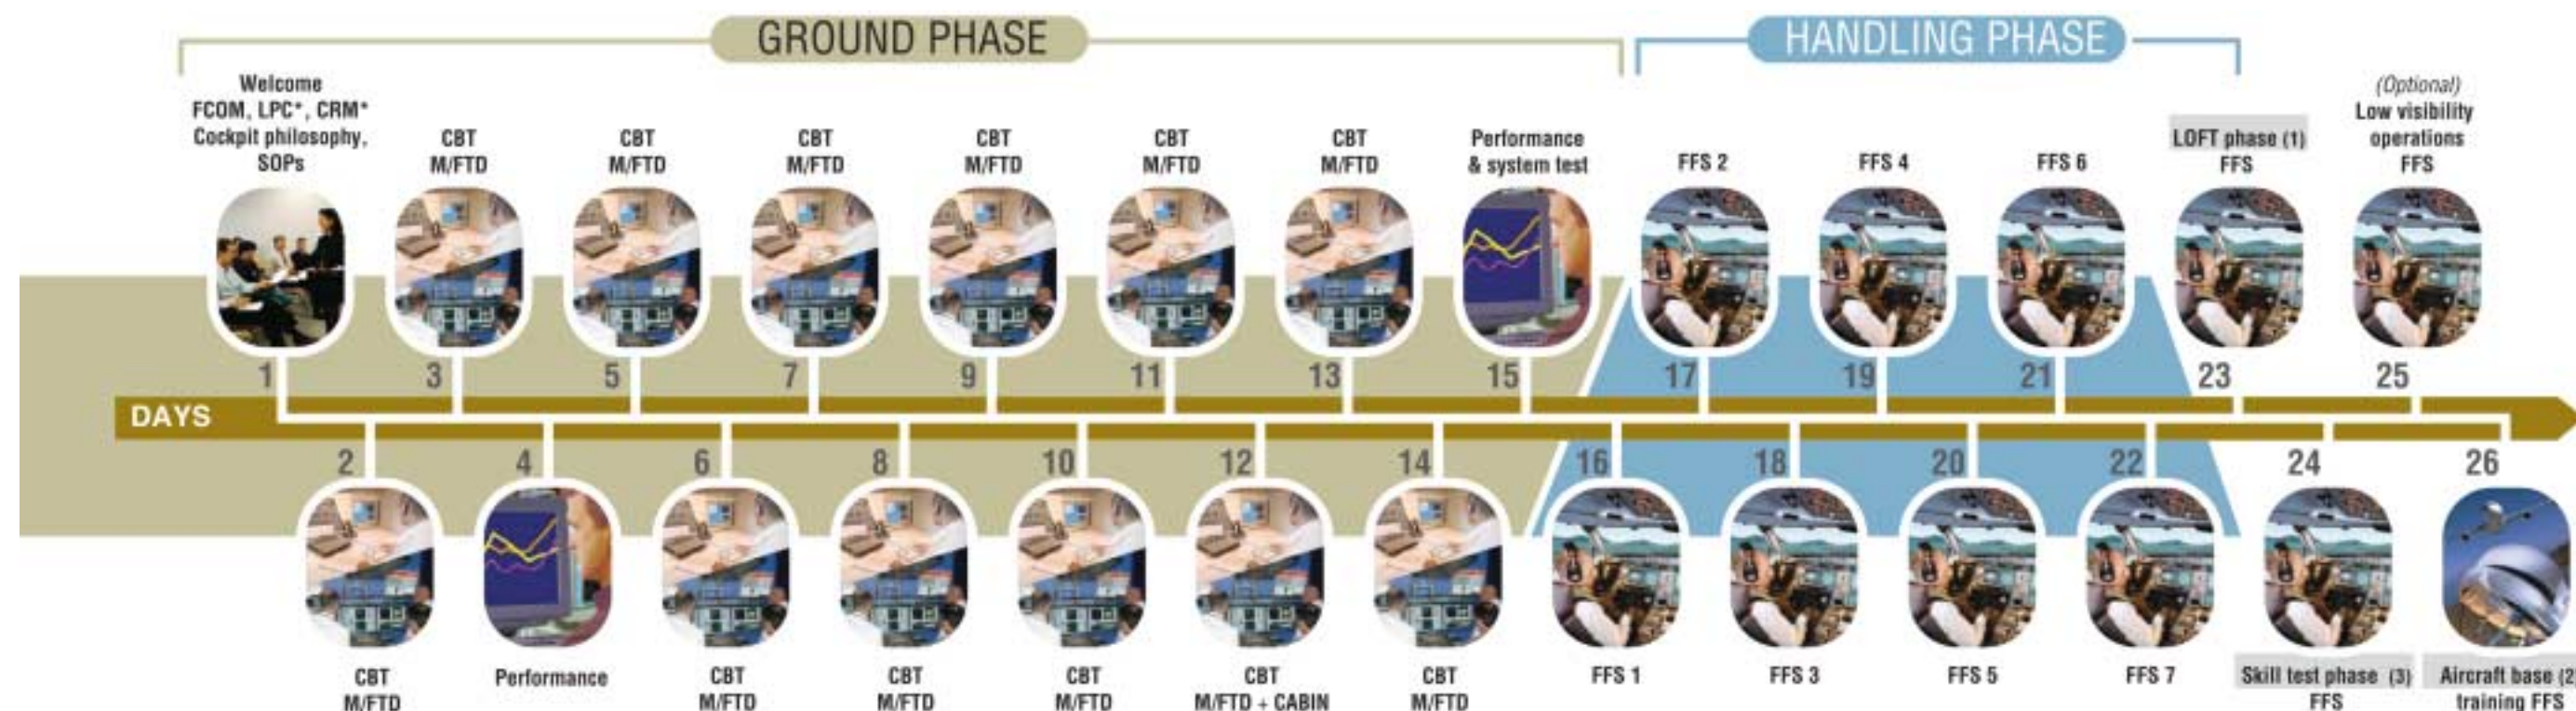 GROUND PHASE
HANDLING PHASE
Welcome
FCOM, LPC*, CRM*
Cockpit philosophy,
SOPs
CBT
M/FTD
CBT
M/FTD
CBT
M/FTD
CBT
M/FTD
CBT
M/FTD
CBT
M/FTD
Performance
& system test
FFS 2
FFS 4
FFS 6
LOFT phase (1)
FFS
(Optional)
Low visibility
operations
FFS
1 3 5 7 9 11 13 15 17 19 21 23 25
DAYS
2 4 6 8 10 12 14 16 18 20 22 24 26
CBT
M/FTD
Performance
CBT
M/FTD
CBT
M/FTD
CBT
M/FTD
CBT
M/FTD + CABIN
CBT
M/FTD
FFS 1
FFS 3
FFS 5
FFS 7
Skill test phase (3)
FFS
Aircraft base (2
training FFS